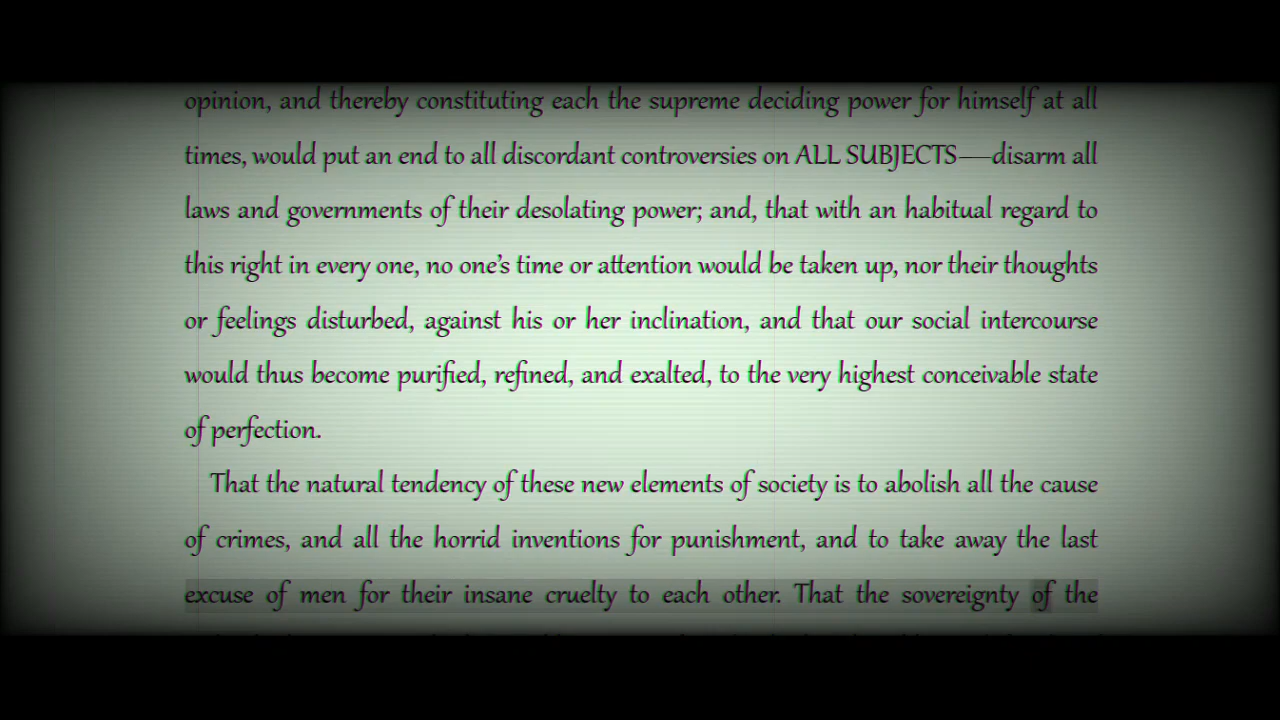 opinion, and thereby constituting each the supreme deciding power for himself at all
times, would put an end to all discordant controversies on ALL SUBJECTS—disarm all
laws and governments of their desolating power; and, that with an habitual regard to
this right in every one, no one’s time or attention would be taken up, nor their thoughts
or feelings disturbed, against his or her inclination, and that our social intercourse
would thus become purified, refined, and exalted, to the very highest conceivable state
of perfection.
That the natural tendency of these new elements of society is to abolish all the cause
of crimes, and all the horrid inventions for punishment, and to take away the last
excuse of men for their insane cruelty to each other. That the sovereignty of the